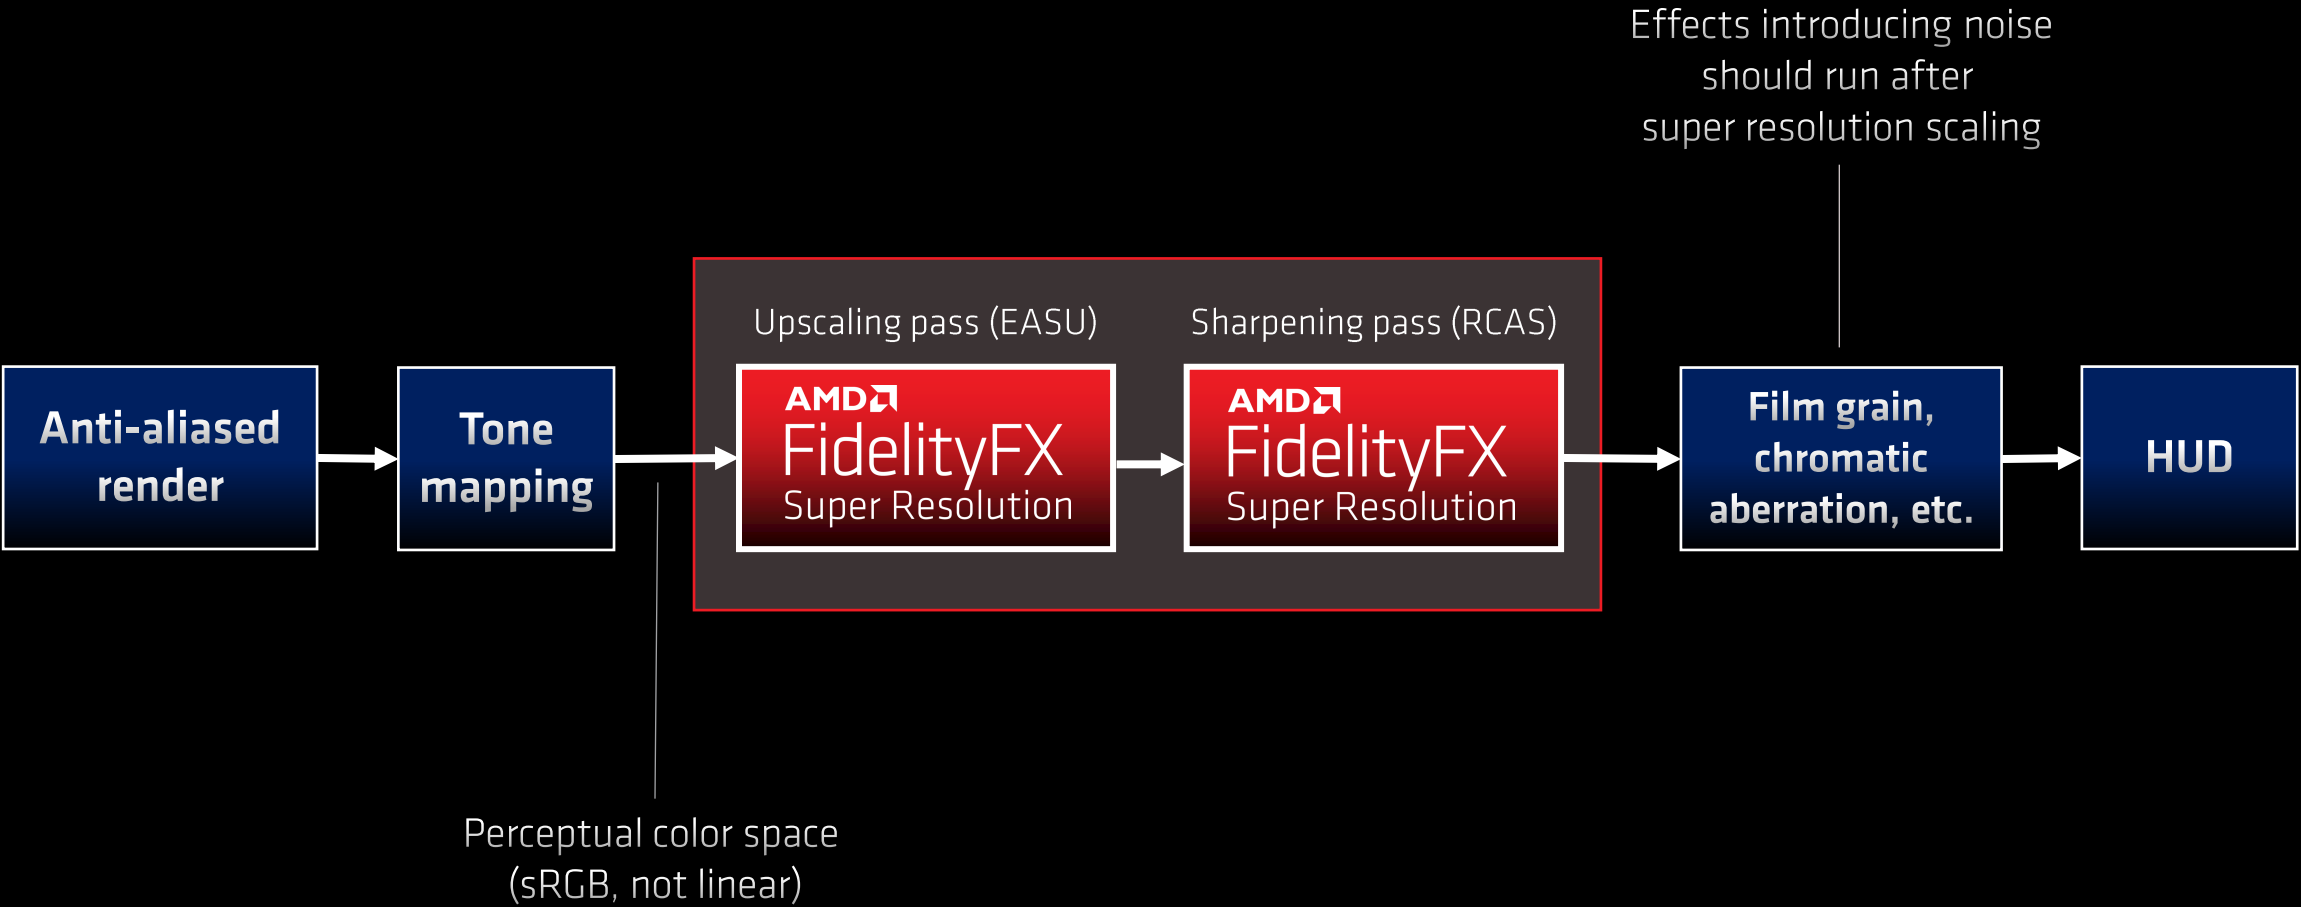 Effects introducing noise
should run after
super resolution scaling
Upscaling pass (EASU)
Sharpening pass (RCAS)
Anti-aliased
render
Tone
mapping
AMD
FidelityFX
Super Resolution
AMD
FidelityFX
Super Resolution
Film grain,
chromatic
aberration, etc.
HUD
Perceptual color space
(sRGB, not linear)